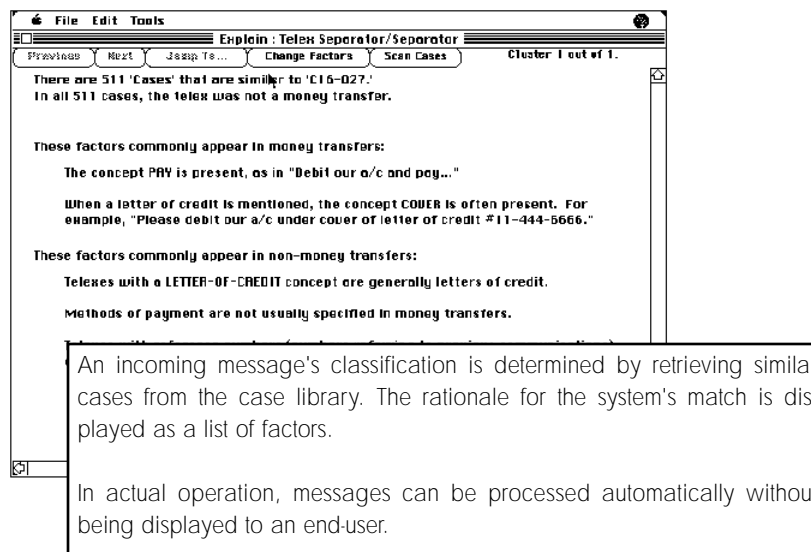 File Edit Tools
Explain : Telex Separator/Separator
Previous Next Jump To... Change Factors Scan Cases Cluster 1 out of 1.
There are 511 'Cases' that are similar to 'C16-027.'
In all 511 cases, the telex was not a money transfer.
These factors commonly appear in money transfers:
The concept PAY is present, as in "Debit our a/c and pay..."
When a letter of credit is mentioned, the concept COVER is often present. For
example, "Please debit our a/c under cover of letter of credit #11-444-6666."
These factors commonly appear in non-money transfers:
Telexes with a LETTER-OF-CREDIT concept are generally letters of credit.
Methods of payment are not usually specified in money transfers.
An incoming message's classification is determined by retrieving simila
cases from the case library. The rationale for the system's match is dis
played as a list of factors.
In actual operation, messages can be processed automatically withou
being displayed to an end-user.